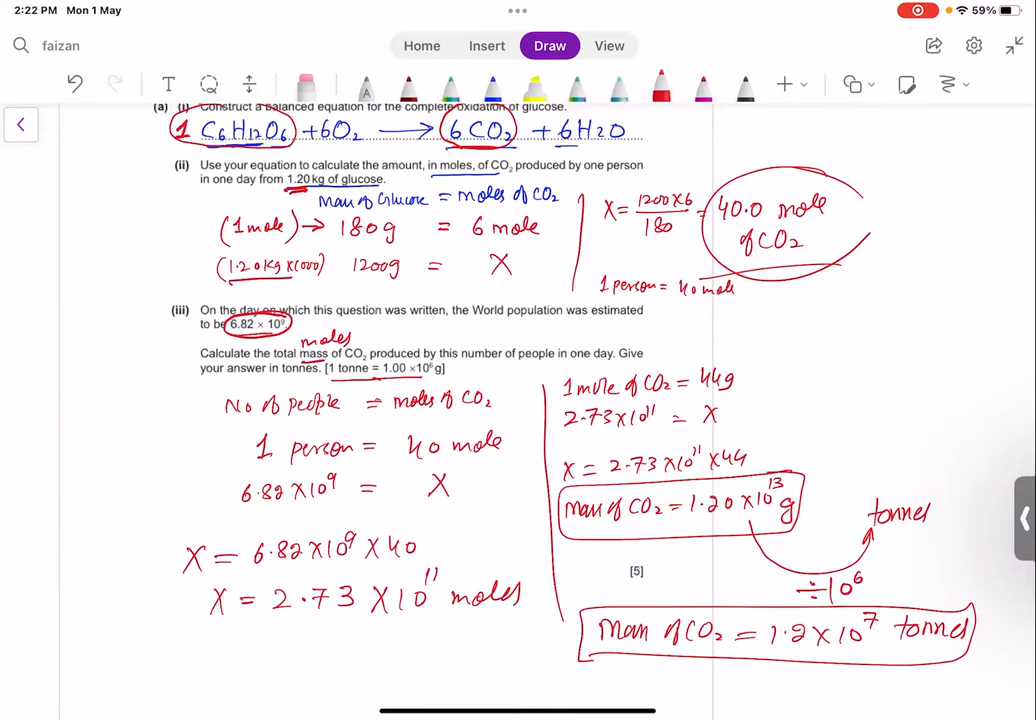 2:22 PM Mon 1 May
59%
faizan
Home Insert Draw View
(a) (i) Construct a balanced equation for the complete oxidation of glucose.
1 C6H12O6 + 6O2 → 6CO2 + 6H2O
(ii) Use your equation to calculate the amount, in moles, of CO2 produced by one person
in one day from 1.20 kg of glucose.
Mass of Glucose = moles of CO2
(1 mole) → 180g = 6 mole
(1.20 Kg x 1000) 1200g = X
X = 1200 x 6 / 180 = 40.0 mole
of CO2
1 person = 40 mole
(iii) On the day on which this question was written, the World population was estimated
to be 6.82 × 10⁹.
moles
Calculate the total mass of CO2 produced by this number of people in one day. Give
your answer in tonnes. [1 tonne = 1.00 ×10⁶ g]
No of people = moles of CO2
1 person = 40 mole
6.82 x 10⁹ = X
X = 6.82 x 10⁹ x 40
X = 2.73 x 10¹¹ moles
1 mole of CO2 = 44g
2.73 x 10¹¹ = X
X = 2.73 x 10¹¹ x 44
Mass of CO2 = 1.20 x 10¹³ g
tonnes
÷ 10⁶
[5]
Mass of CO2 = 1.2 x 10⁷ tonnes